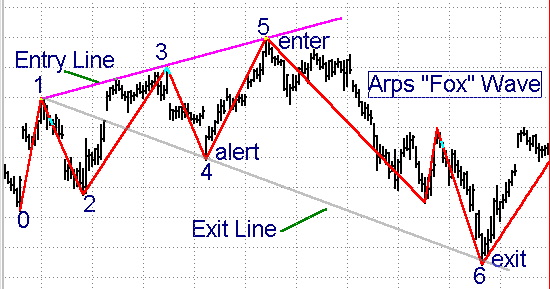 5
enter
3
Entry Line
1
Arps "Fox" Wave
alert
4
2
0
Exit Line
exit
6